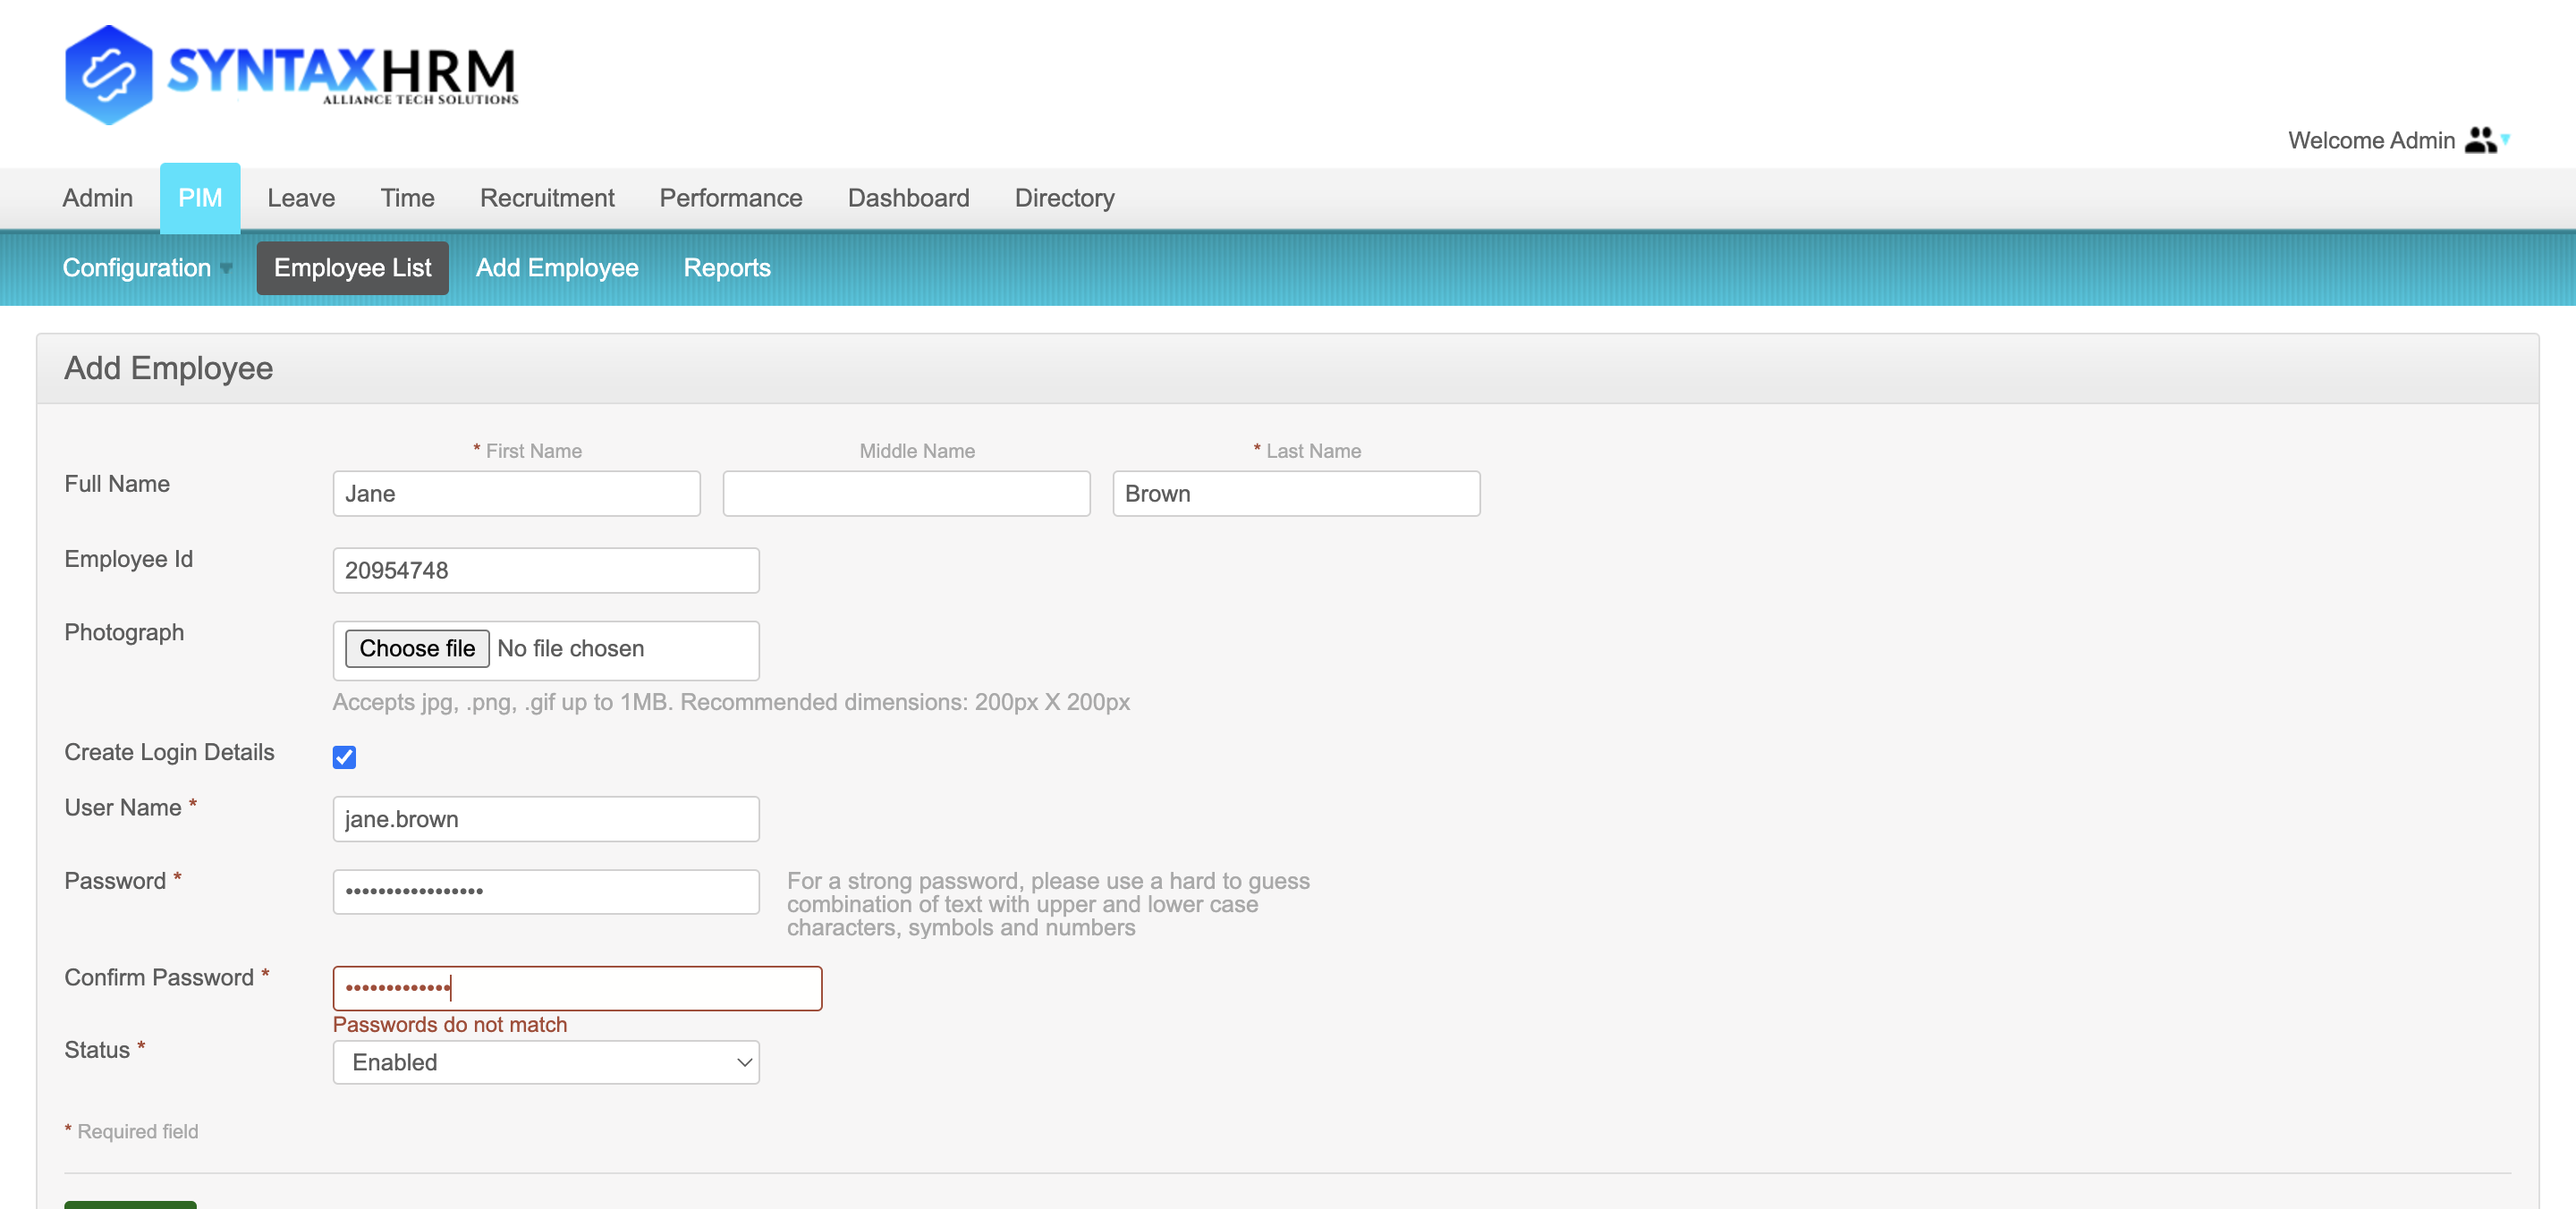 SYNTAXHRM
ALLIANCE TECH SOLUTIONS
Welcome Admin
Admin PIM Leave Time Recruitment Performance Dashboard Directory
Configuration Employee List Add Employee Reports
Add Employee
* First Name Middle Name * Last Name
Full Name Jane Brown
Employee Id 20954748
Photograph Choose file No file chosen
Accepts jpg, .png, .gif up to 1MB. Recommended dimensions: 200px X 200px
Create Login Details
User Name * jane.brown
Password * ••••••••••••••••• For a strong password, please use a hard to guess
combination of text with upper and lower case
characters, symbols and numbers
Confirm Password * •••••••••••••
Passwords do not match
Status * Enabled
* Required field